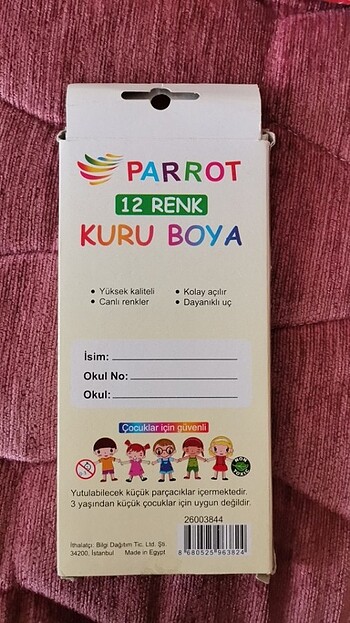 PARROT
12 RENK
KURU BOYA
• Yüksek kaliteli
• Canlı renkler
• Kolay açılır
• Dayanıklı uç
İsim:
Okul No:
Okul:
Çocuklar için güvenli
Yutulabilecek küçük parçacıklar içermektedir.
3 yaşından küçük çocuklar için uygun değildir.
26003844
İthalatçı: Bilgi Dağıtım Tic. Ltd. Şti.
34200, İstanbul Made in Egypt
8 680525 963824